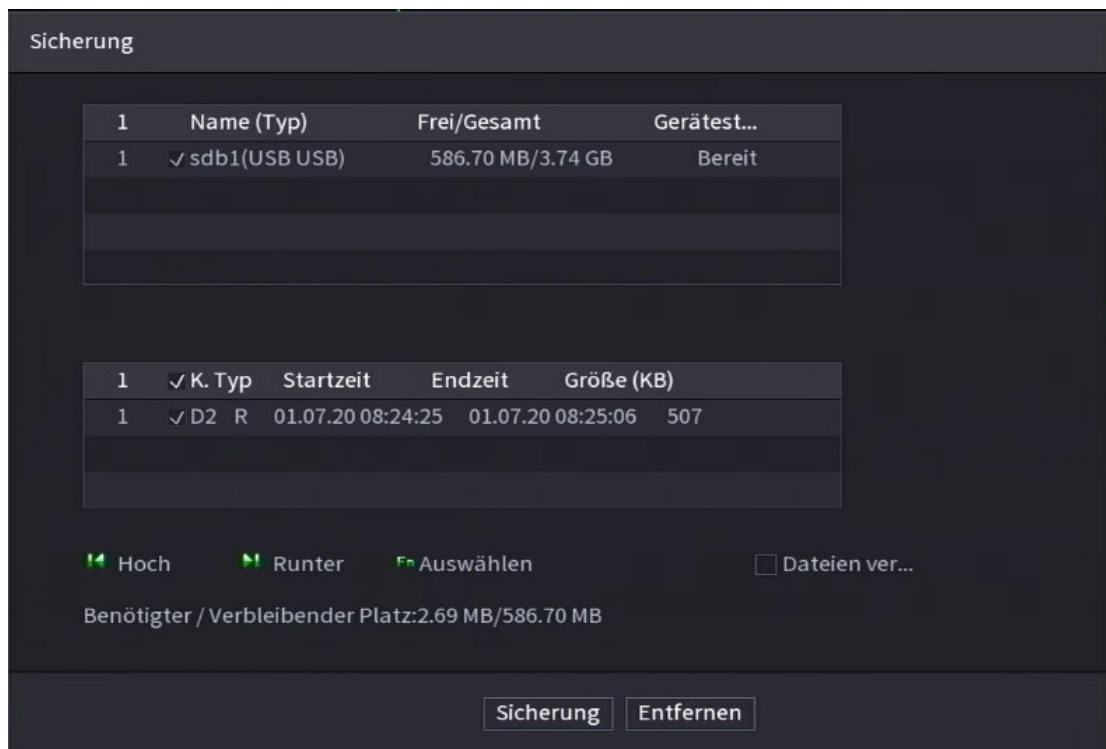 Sicherung
1 Name (Typ) Frei/Gesamt Gerätest...
1 sdb1(USB USB) 586.70 MB/3.74 GB Bereit
1 K. Typ Startzeit Endzeit Größe (KB)
1 D2 R 01.07.20 08:24:25 01.07.20 08:25:06 507
Hoch Runter Fn Auswählen Dateien ver...
Benötigter / Verbleibender Platz:2.69 MB/586.70 MB
Sicherung Entfernen